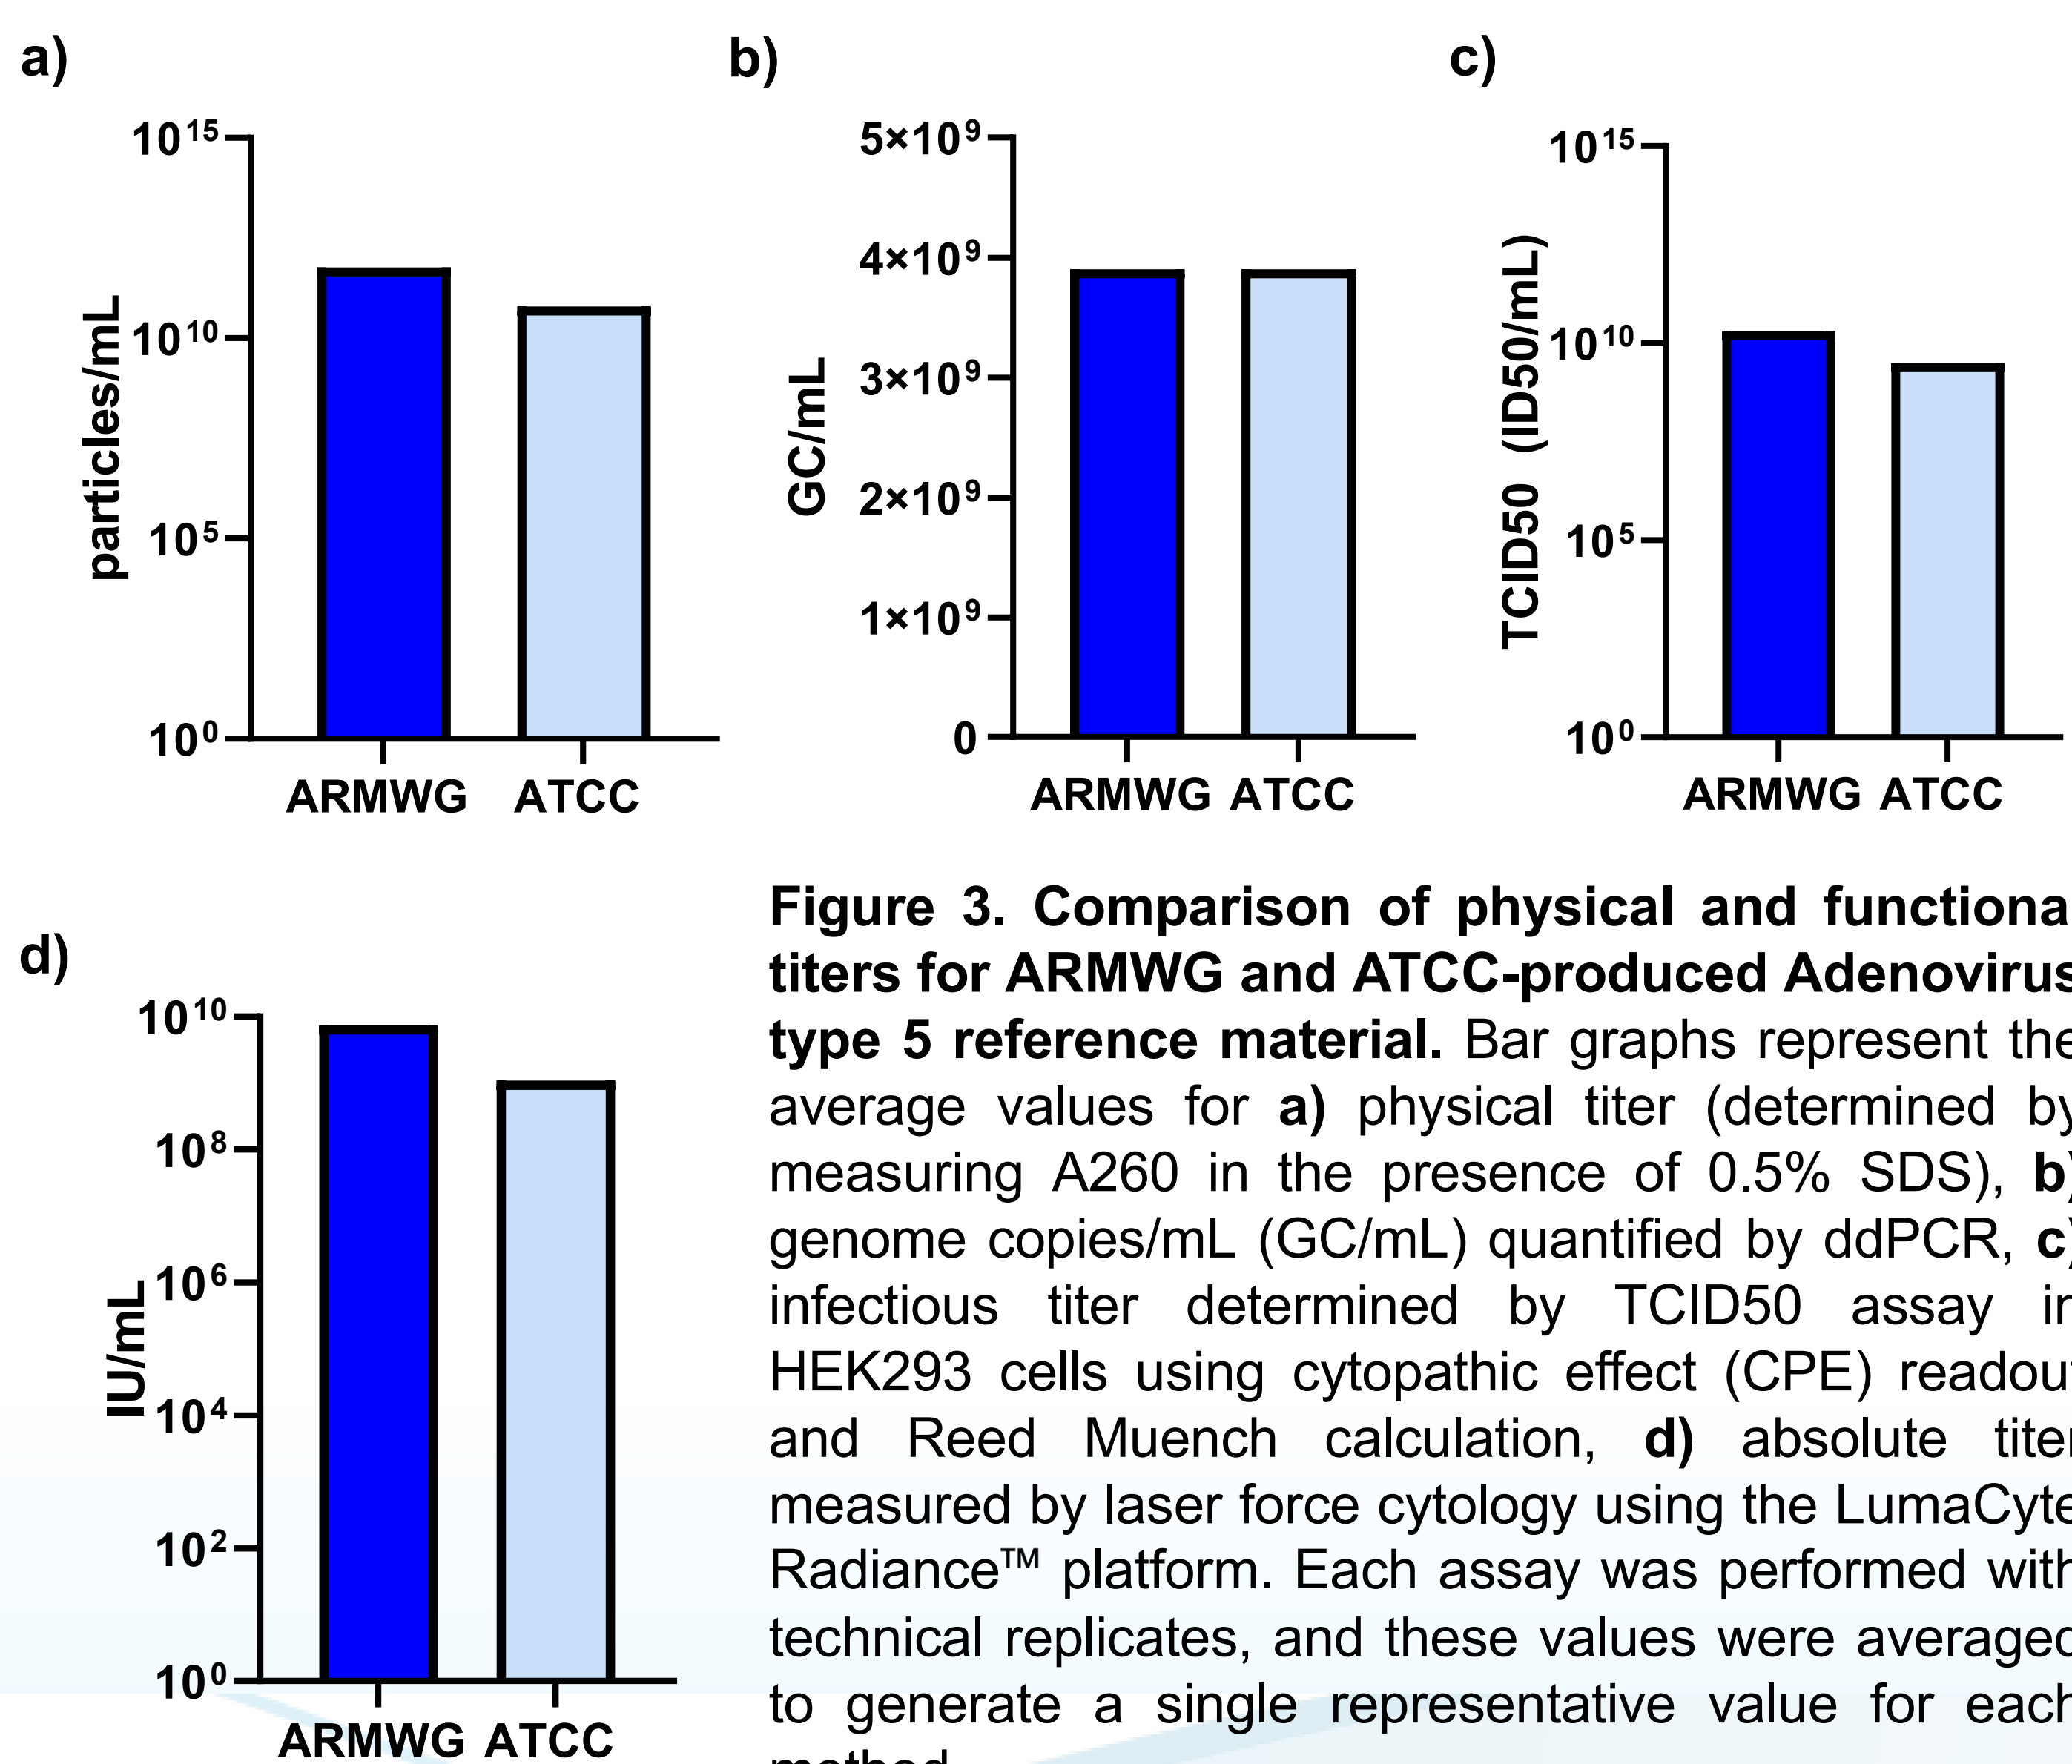 a)
10¹⁵
10¹⁰
10⁵
10⁰
particles/mL
ARMWG ATCC
b)
5×10⁹
4×10⁹
3×10⁹
2×10⁹
1×10⁹
0
GC/mL
ARMWG ATCC
c)
10¹⁵
10¹⁰
10⁵
10⁰
TCID50 (ID50/mL)
ARMWG ATCC
d)
10¹⁰
10⁸
10⁶
10⁴
10²
10⁰
IU/mL
ARMWG ATCC
Figure 3. Comparison of physical and functiona
titers for ARMWG and ATCC-produced Adenovirus
type 5 reference material. Bar graphs represent the
average values for a) physical titer (determined by
measuring A260 in the presence of 0.5% SDS), b)
genome copies/mL (GC/mL) quantified by ddPCR, c)
infectious titer determined by TCID50 assay in
HEK293 cells using cytopathic effect (CPE) readout
and Reed Muench calculation, d) absolute titer
measured by laser force cytology using the LumaCyte
Radiance™ platform. Each assay was performed with
technical replicates, and these values were averaged
to generate a single representative value for each